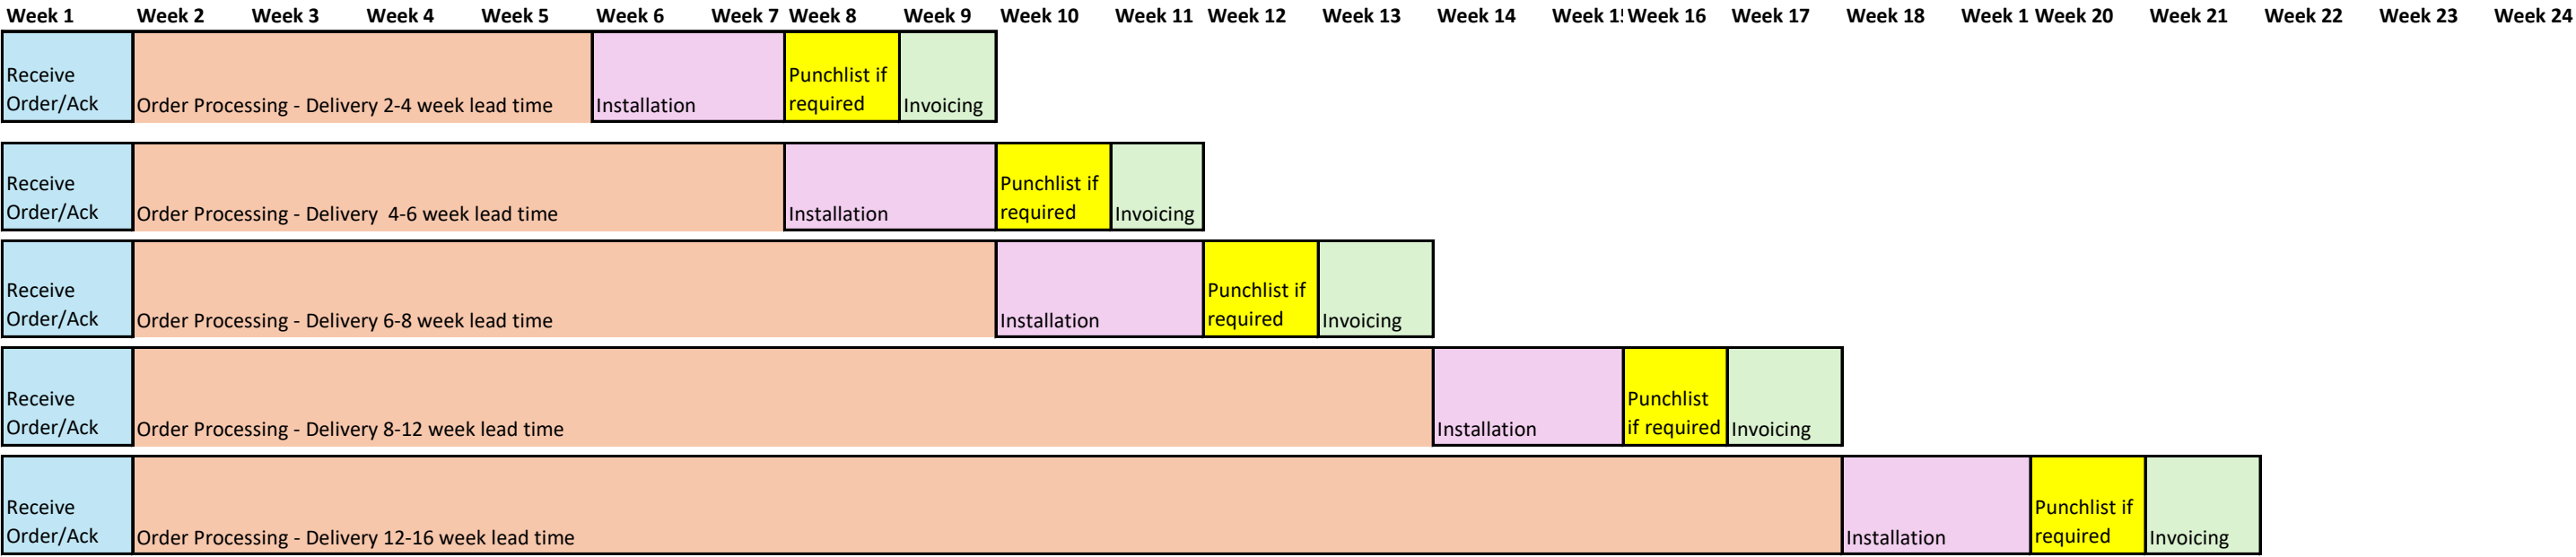 Week 1 Week 2 Week 3 Week 4 Week 5 Week 6 Week 7 Week 8 Week 9 Week 10 Week 11 Week 12 Week 13 Week 14 Week 1 Week 16 Week 17 Week 18 Week 1 Week 20 Week 21 Week 22 Week 23 Week 24
Receive
Order/Ack
Order Processing - Delivery 2-4 week lead time
Installation
Punchlist if
required
Invoicing
Receive
Order/Ack
Order Processing - Delivery  4-6 week lead time
Installation
Punchlist if
required
Invoicing
Receive
Order/Ack
Order Processing - Delivery 6-8 week lead time
Installation
Punchlist if
required
Invoicing
Receive
Order/Ack
Order Processing - Delivery 8-12 week lead time
Installation
Punchlist
if required
Invoicing
Receive
Order/Ack
Order Processing - Delivery 12-16 week lead time
Installation
Punchlist if
required
Invoicing